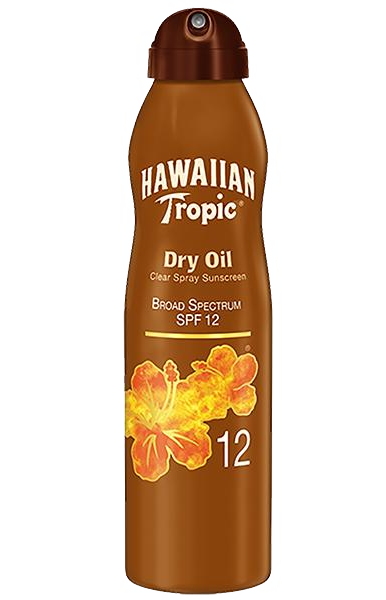 HAWAIIAN
Tropic®
Dry Oil
Clear Spray Sunscreen
BROAD SPECTRUM
SPF 12
®
12